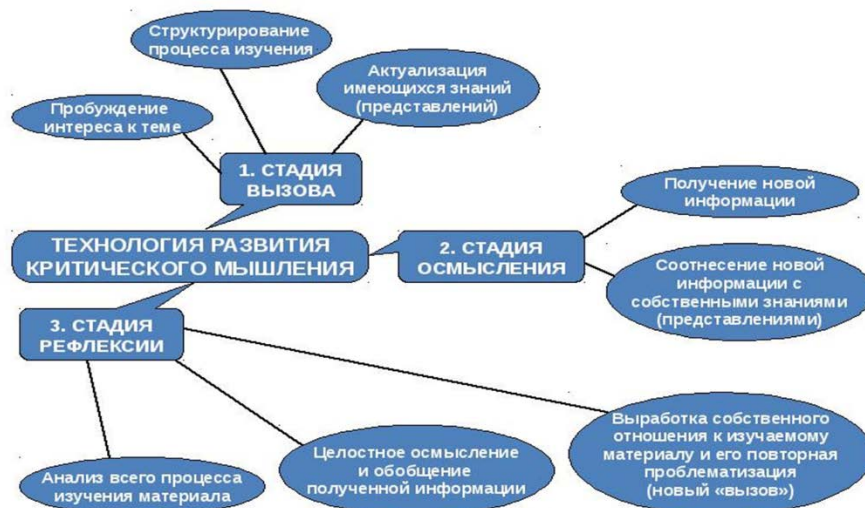 Структурирование
процесса изучения
Актуализация
имеющихся знаний
(представлений)
Пробуждение
интереса к теме
1. СТАДИЯ
ВЫЗОВА
Получение новой
информации
ТЕХНОЛОГИЯ РАЗВИТИЯ
КРИТИЧЕСКОГО МЫШЛЕНИЯ
2. СТАДИЯ
ОСМЫСЛЕНИЯ
Соотнесение новой
информации с
собственными знаниями
(представлениями)
3. СТАДИЯ
РЕФЛЕКСИИ
Анализ всего процесса
изучения материала
Целостное осмысление
и обобщение
полученной информации
Выработка собственного
отношения к изучаемому
материалу и его повторная
проблематизация
(новый «вызов»)